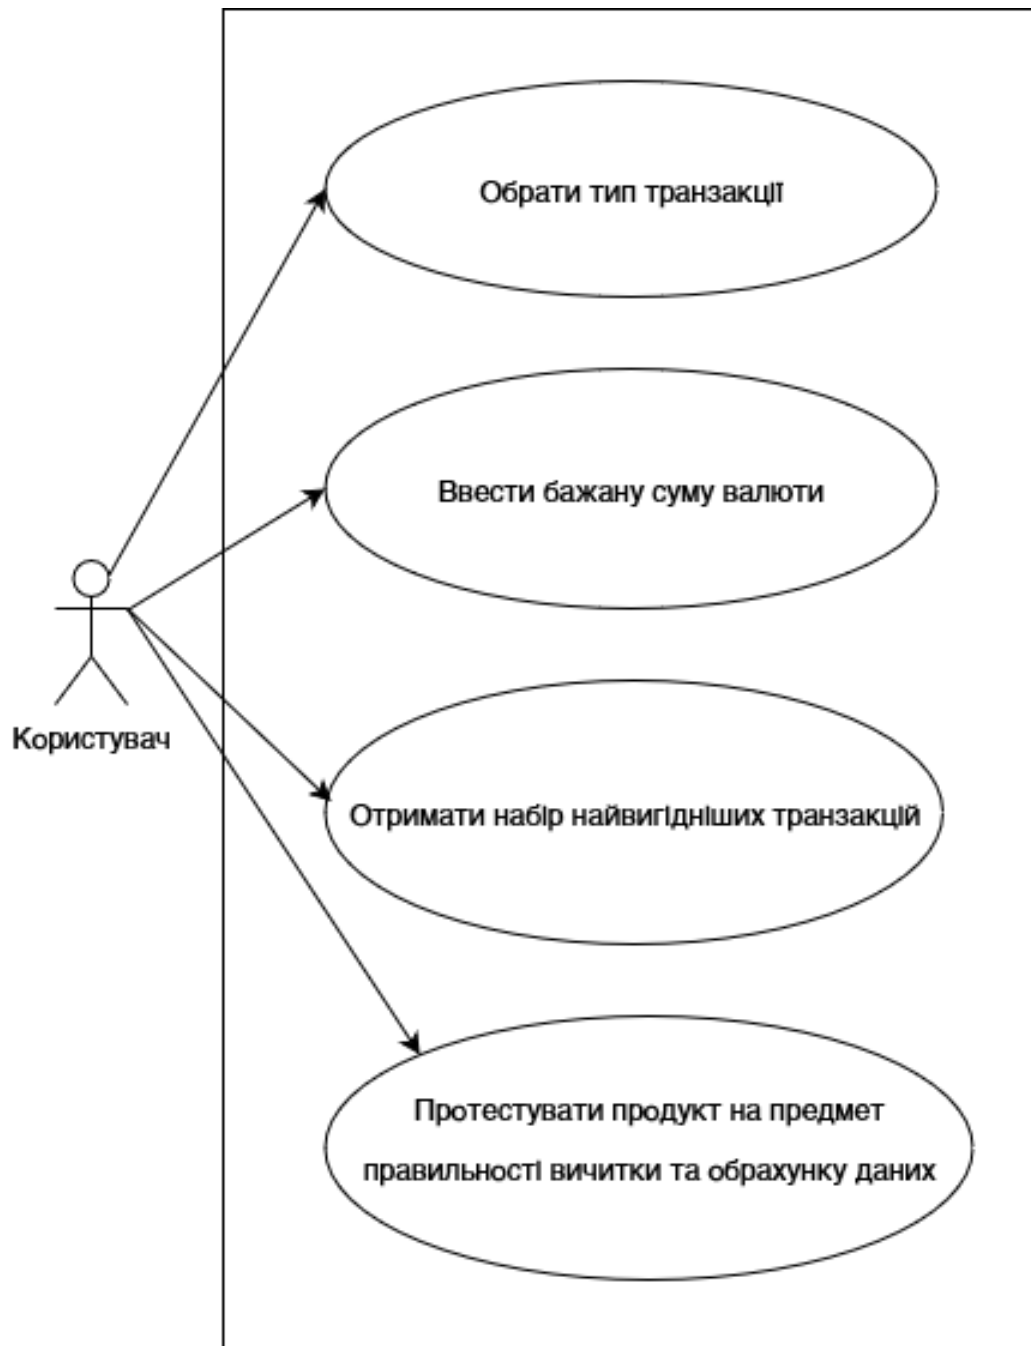 Обрати тип транзакції
Ввести бажану суму валюти
Користувач
Отримати набір найвигідніших транзакцій
Протестувати продукт на предмет
правильності вичитки та обрахунку даних